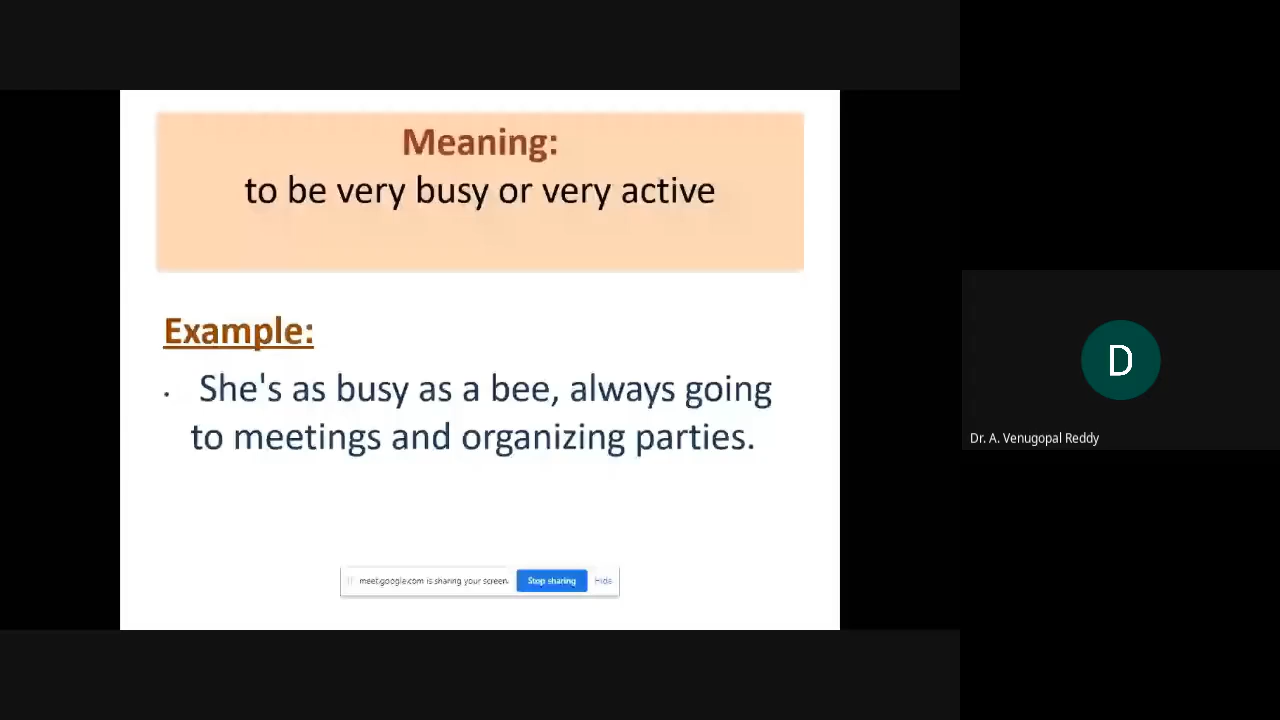 Meaning:
to be very busy or very active
Example:
• She's as busy as a bee, always going
to meetings and organizing parties.
meet.google.com is sharing your screen.
Stop sharing
Hide
D
Dr. A. Venugopal Reddy